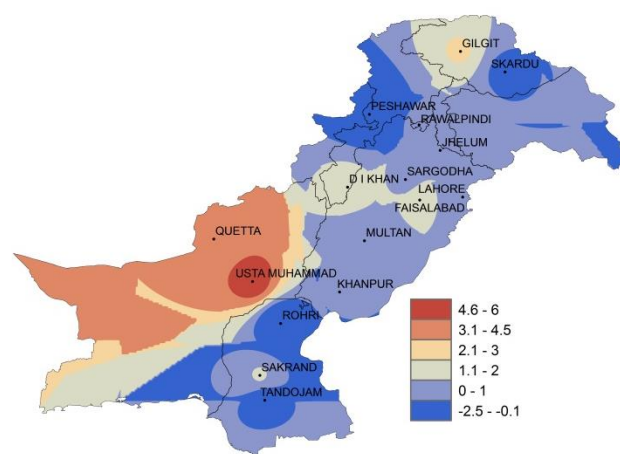 GILGIT
SKARDU
PESHAWAR
RAWALPINDI
JHELUM
D I KHAN
SARGODHA
LAHORE
FAISALABAD
QUETTA
MULTAN
USTA MUHAMMAD
KHANPUR
ROHRI
SAKRAND
TANDOJAM
4.6 - 6
3.1 - 4.5
2.1 - 3
1.1 - 2
0 - 1
-2.5 - -0.1